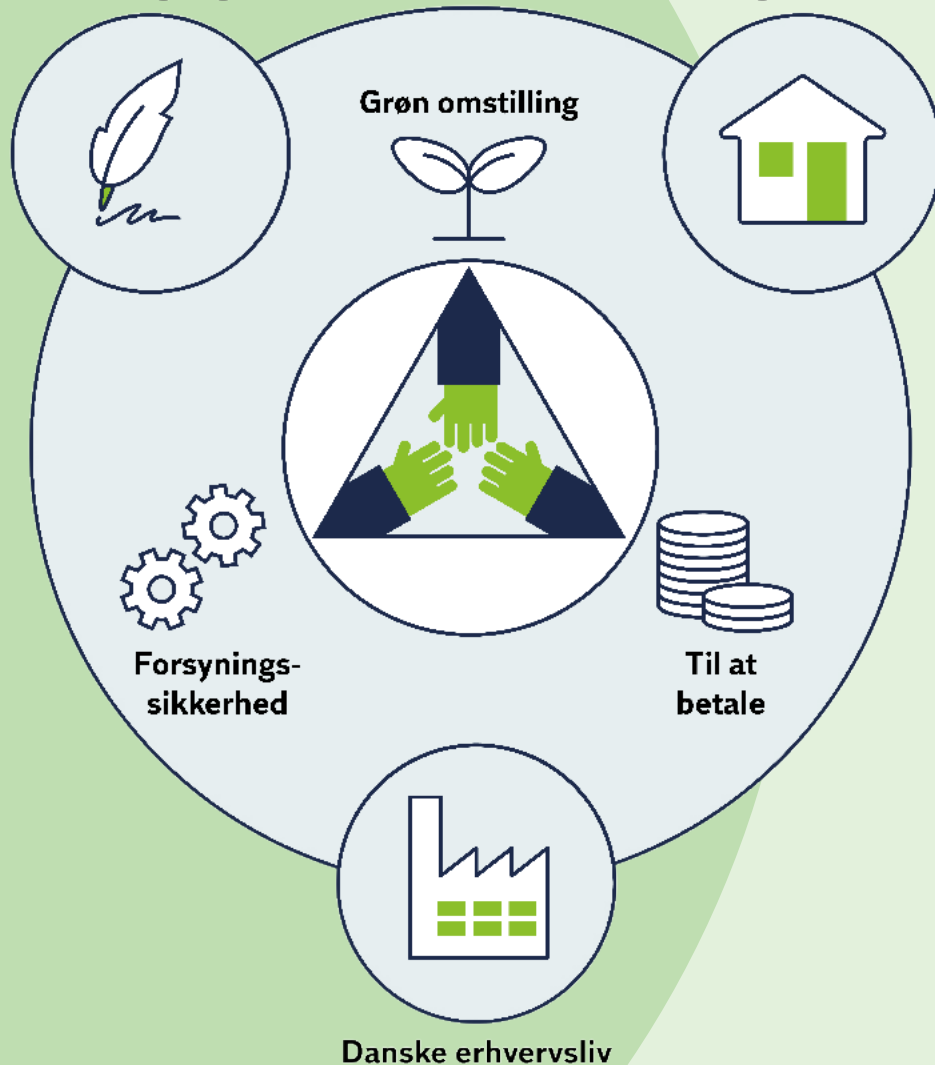 Grøn omstilling
Forsynings-
sikkerhed
Til at
betale
Danske erhvervsliv